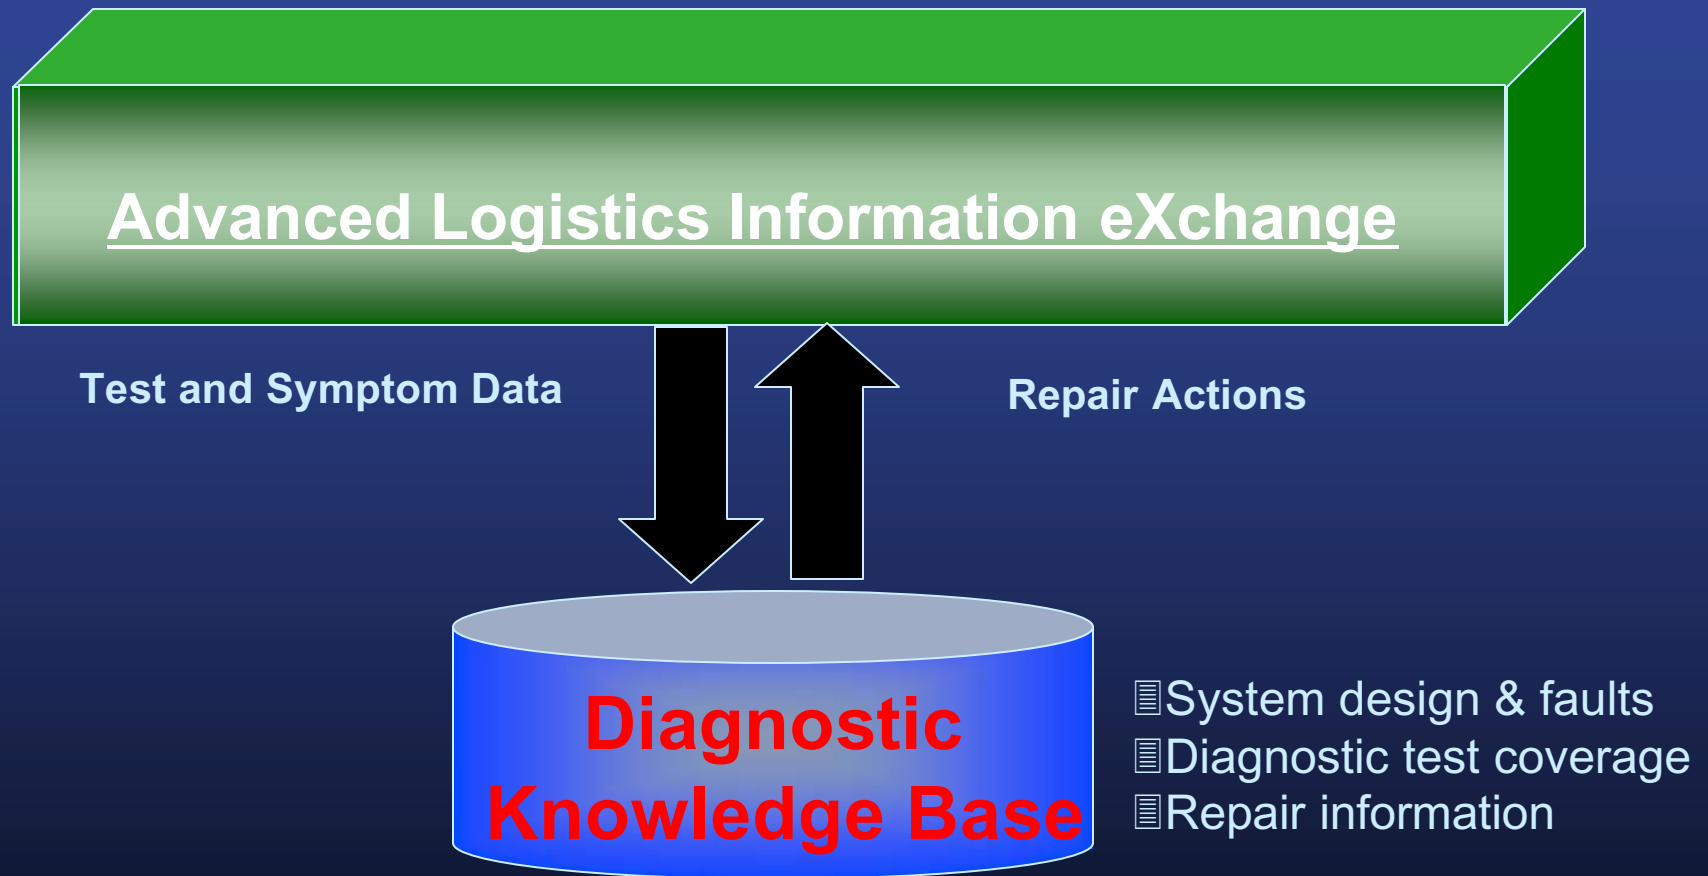 Advanced Logistics Information eXchange
Test and Symptom Data
Repair Actions
Diagnostic
Knowledge Base
System design & faults
Diagnostic test coverage
Repair information